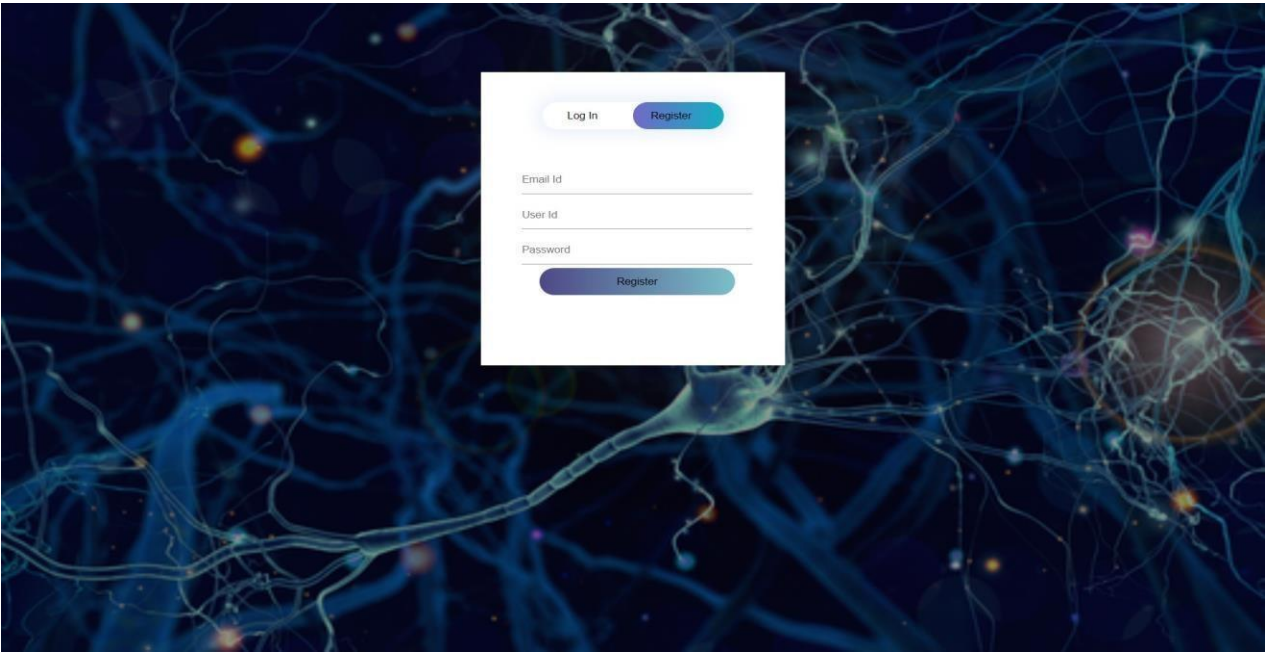 Log In Register
Email Id
User Id
Password
Register